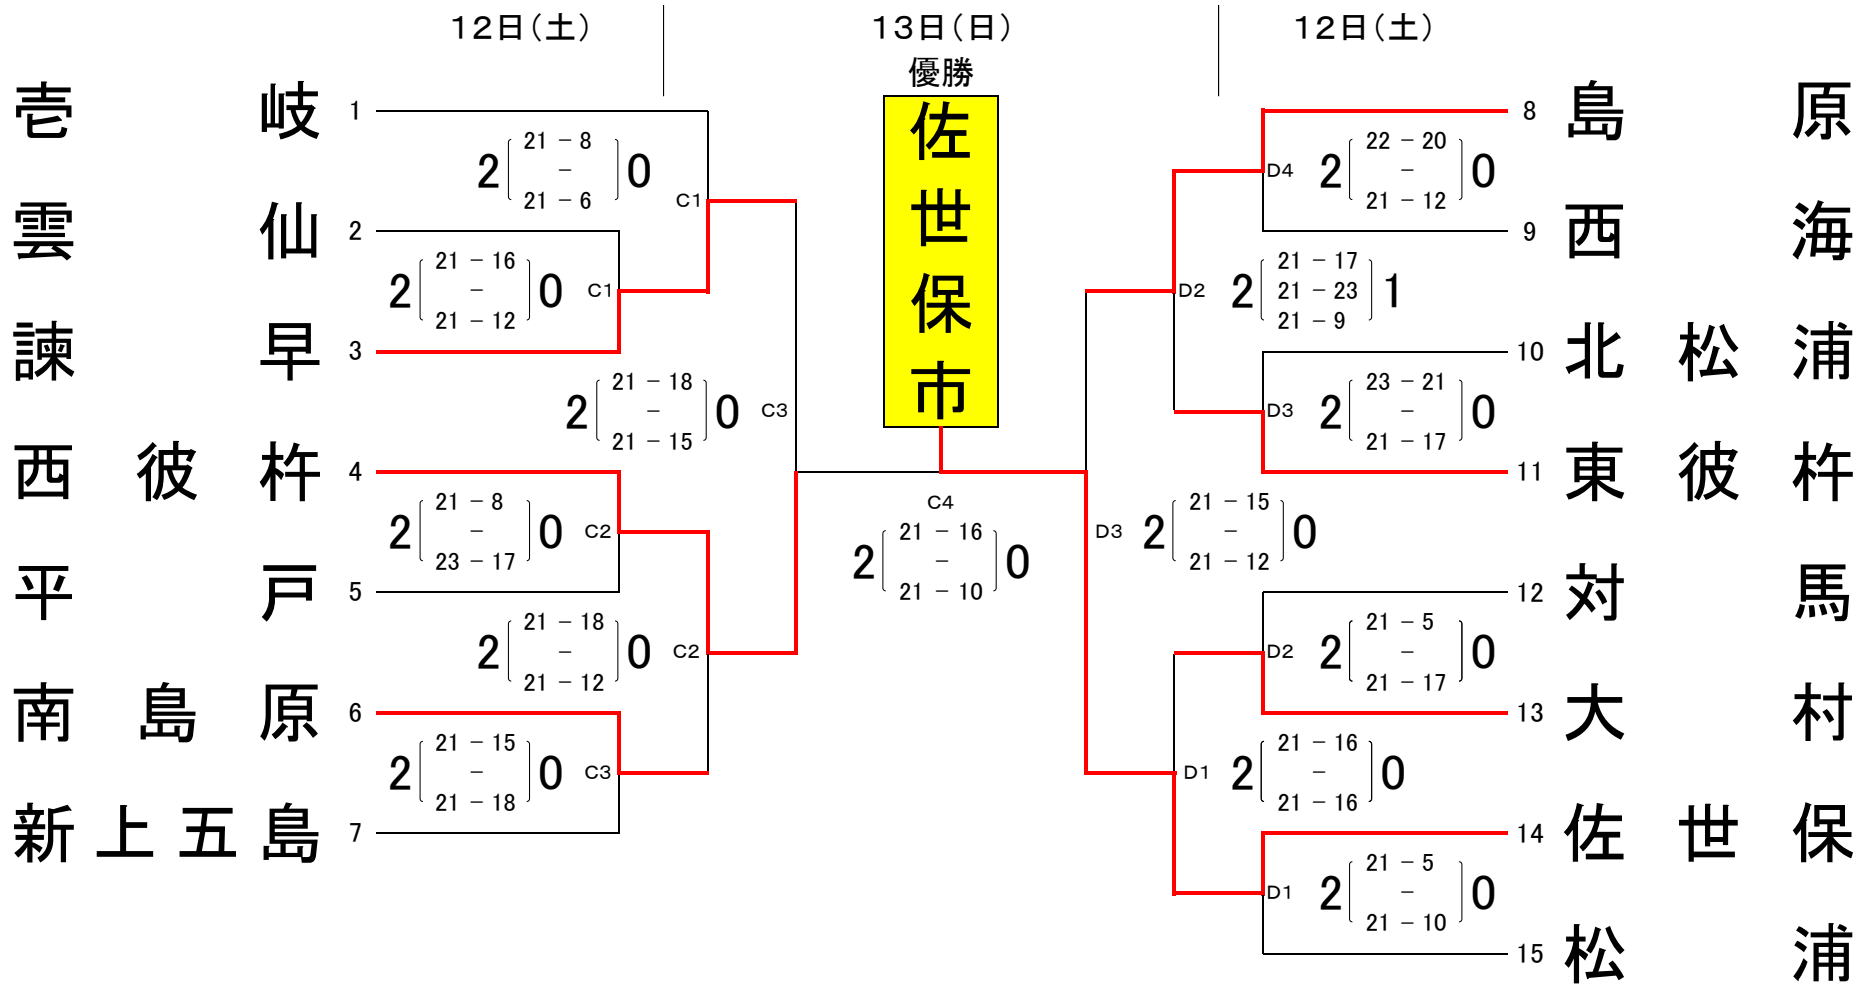 12日(土)
13日(日)
12日(土)
優勝
佐世保市
壱岐 1
21 - 8
2 - 0
21 - 6
C1
雲仙 2
21 - 16
2 - 0
21 - 12
C1
諫早 3
21 - 18
2 - 0
21 - 15
C3
西彼杵 4
21 - 8
2 - 0
23 - 17
C2
平戸 5
21 - 18
2 - 0
21 - 12
C2
南島原 6
21 - 15
2 - 0
21 - 18
C3
新上五島 7
C4
21 - 16
2 - 0
21 - 10
8 島原
D4
22 - 20
2 - 0
21 - 12
9 西海
D2
21 - 17
2 21 - 23 1
21 - 9
10 北松浦
D3
23 - 21
2 - 0
21 - 17
11 東彼杵
D3
21 - 15
2 - 0
21 - 12
12 対馬
D2
21 - 5
2 - 0
21 - 17
13 大村
D1
21 - 16
2 - 0
21 - 16
14 佐世保
D1
21 - 5
2 - 0
21 - 10
15 松浦